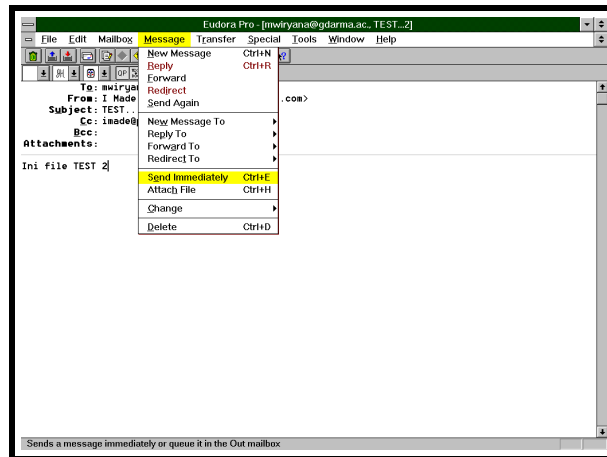 Eudora Pro - [mwiryana@gdarma.ac., TEST...2]
File Edit Mailbox Message Transfer Special Tools Window Help
New Message Ctrl+N
Reply Ctrl+R
Forward
Redirect
Send Again
New Message To
Reply To
Forward To
Redirect To
Send Immediately Ctrl+E
Attach File Ctrl+H
Change
Delete Ctrl+D
QP
To:
From: I Made .com>
Subject: TEST..
Cc:
Bcc:
Attachments:
Ini file TEST 2
Sends a message immediately or queue it in the Out mailbox